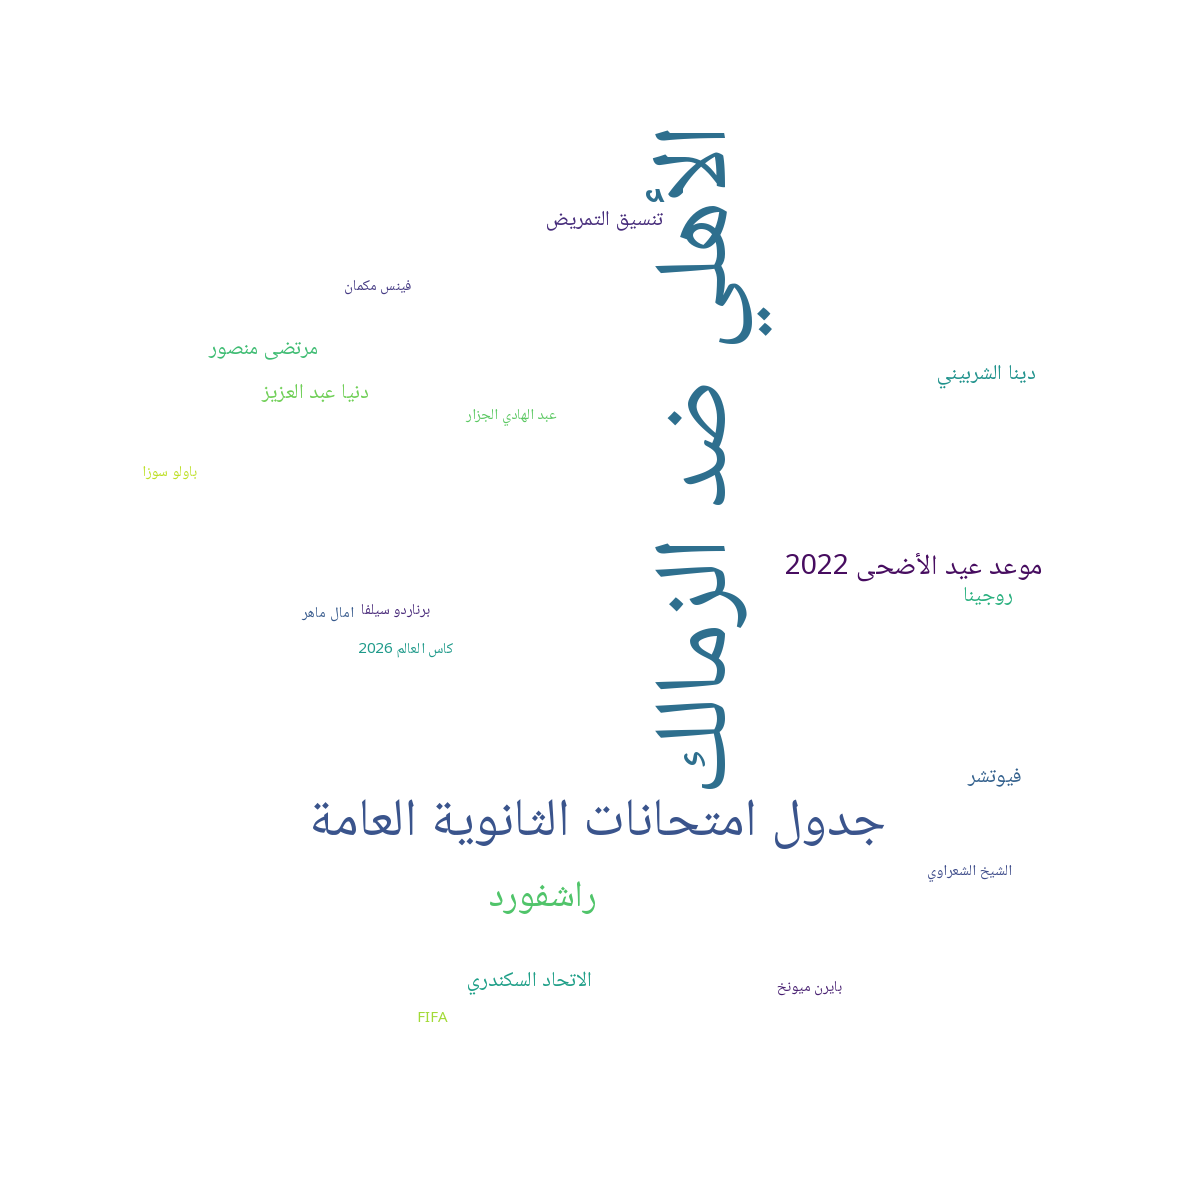 الأهلي ضد الزمالك
تنسيق التمريض
فينس مكمان
مرتضى منصور
دينا الشربيني
دنيا عبد العزيز
عبد الهادي الجزار
باولو سوزا
موعد عيد الأضحى 2022
روجينا
برناردو سيلفا
امال ماهر
كاس العالم 2026
فيوتشر
جدول امتحانات الثانوية العامة
الشيخ الشعراوي
راشفورد
الاتحاد السكندري
بايرن ميونخ
FIFA